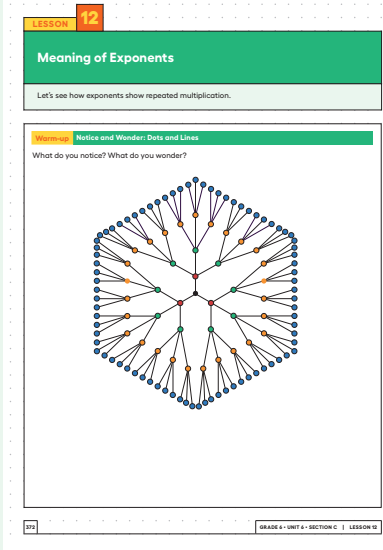 LESSON 12
Meaning of Exponents
Let's see how exponents show repeated multiplication.
Warm-up Notice and Wonder: Dots and Lines
What do you notice? What do you wonder?
372
GRADE 6 • UNIT 6 • SECTION C | LESSON 12